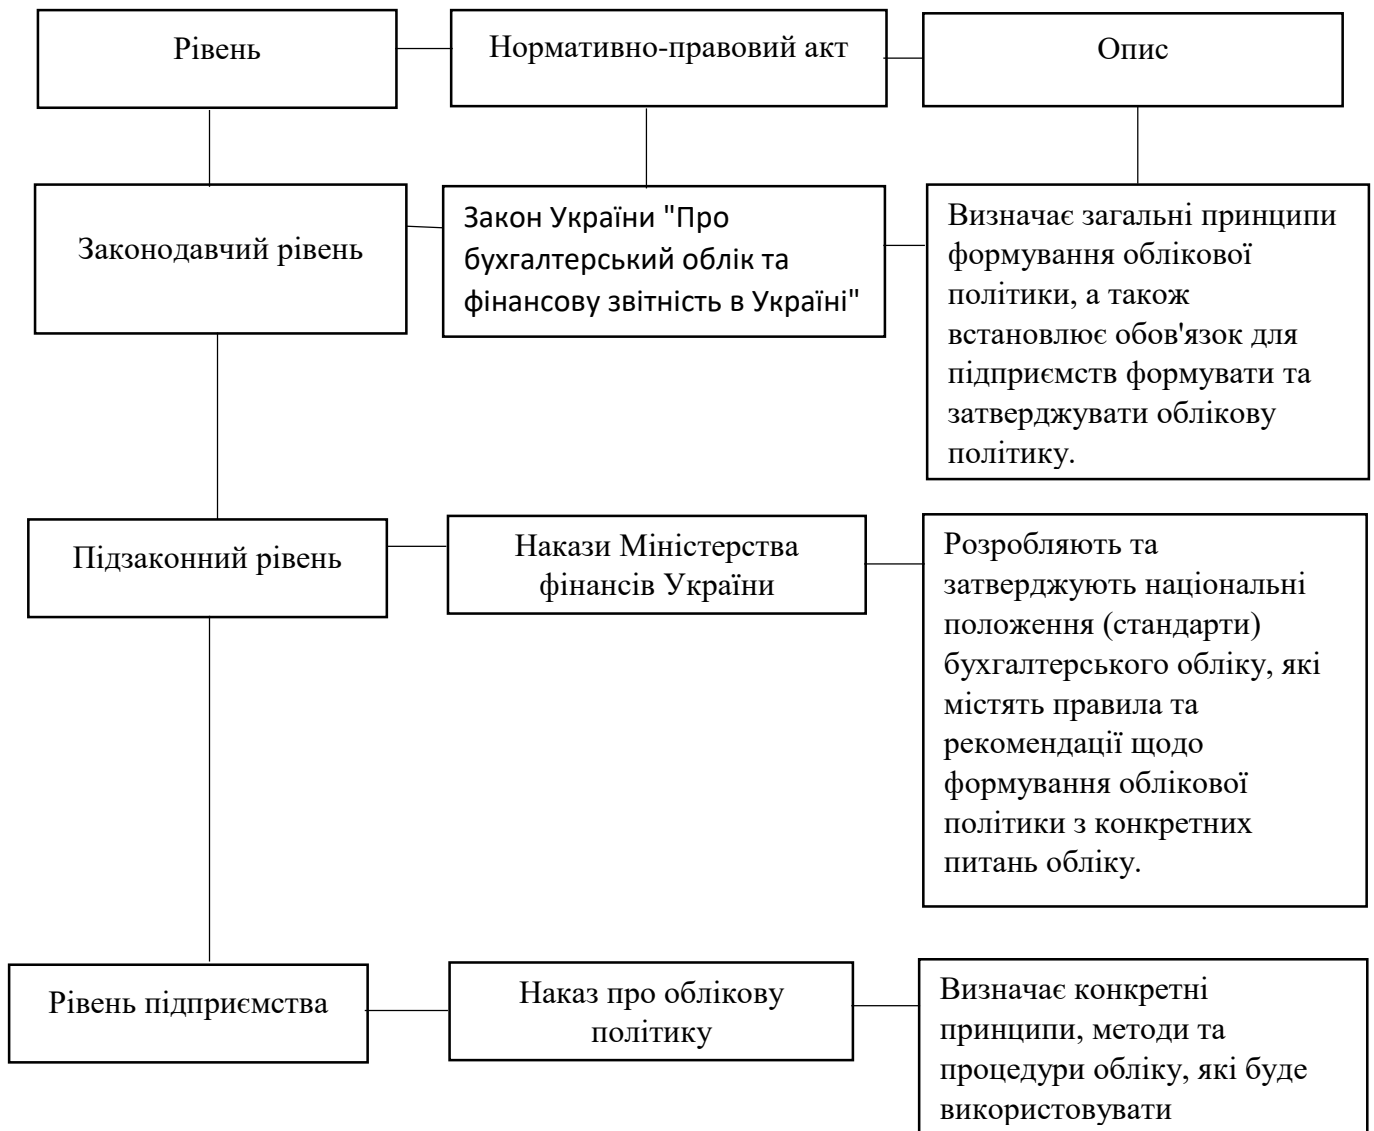 Рівень
Нормативно-правовий акт
Опис
Законодавчий рівень
Закон України "Про
бухгалтерський облік та
фінансову звітність в Україні"
Визначає загальні принципи
формування облікової
політики, а також
встановлює обов'язок для
підприємств формувати та
затверджувати облікову
політику.
Підзаконний рівень
Накази Міністерства
фінансів України
Розробляють та
затверджують національні
положення (стандарти)
бухгалтерського обліку, які
містять правила та
рекомендації щодо
формування облікової
політики з конкретних
питань обліку.
Рівень підприємства
Наказ про облікову
політику
Визначає конкретні
принципи, методи та
процедури обліку, які буде
використовувати